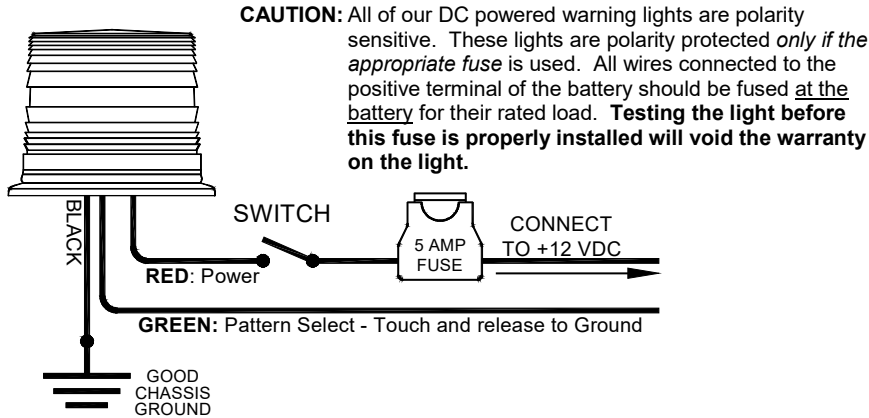 CAUTION: All of our DC powered warning lights are polarity
sensitive. These lights are polarity protected only if the
appropriate fuse is used. All wires connected to the
positive terminal of the battery should be fused at the
battery for their rated load. Testing the light before
this fuse is properly installed will void the warranty
on the light.
BLACK
SWITCH
5 AMP
FUSE
CONNECT
TO +12 VDC
RED: Power
GREEN: Pattern Select - Touch and release to Ground
GOOD
CHASSIS
GROUND